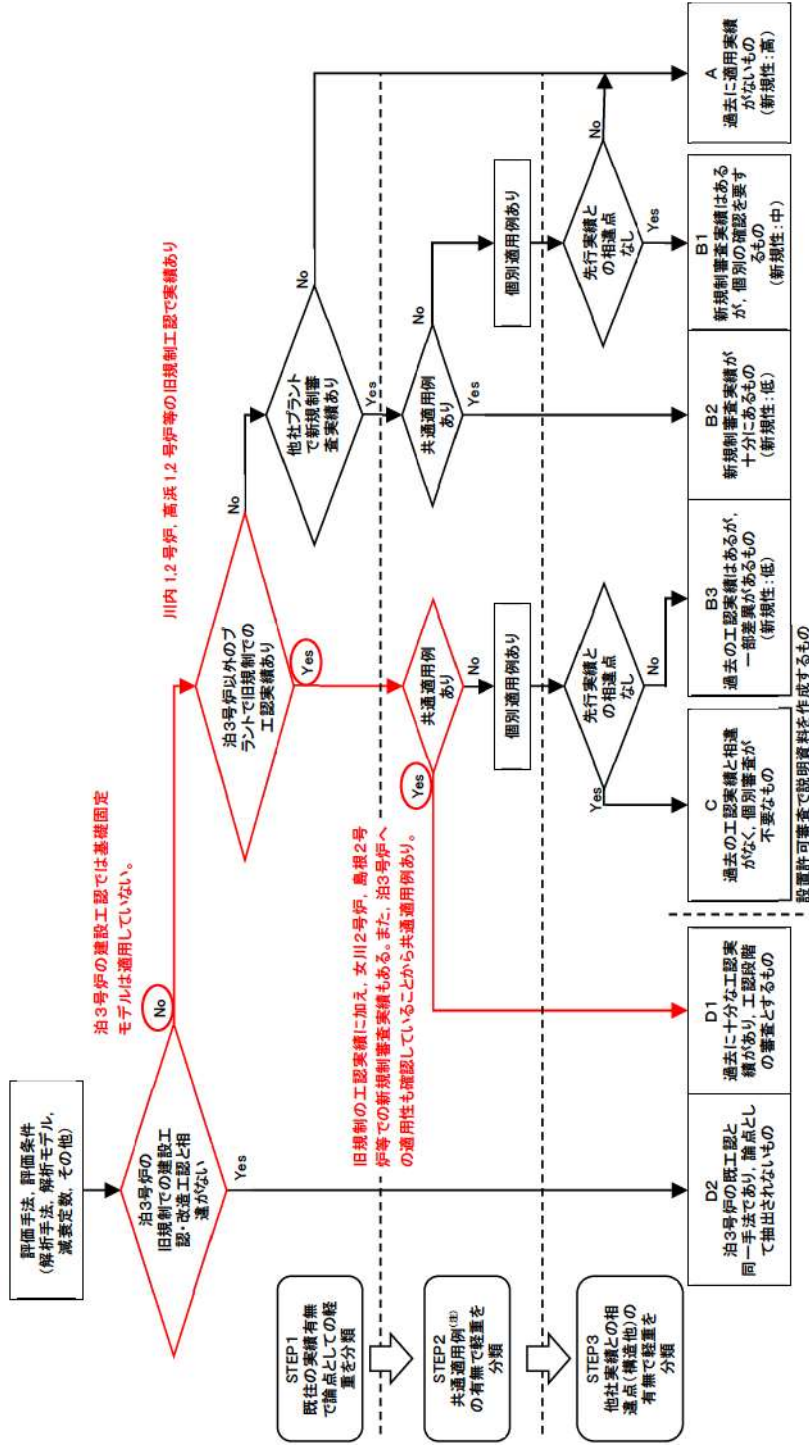 評価手法，評価条件
(解析手法，解析モデル，
減衰定数，その他)
泊3号炉の
旧規制での建設工
認・改造工認と相
違がない
No
Yes
泊3号炉の建設工認では基礎固定
モデルは適用していない。
泊3号炉以外のプ
ラントで旧規制での
工認実績あり
No
Yes
川内1,2号炉，高浜1,2号炉等の旧規制工認で実績あり
他社プラント
で新規制審
査実績あり
No
Yes
STEP1
既往の実績有無
で論点としての軽
重を分類
旧規制の工認実績に加え，女川2号炉，島根2号
炉等での新規制審査実績もある。また，泊3号炉へ
の適用性も確認していることから共通適用例あり。
共通適用例
あり
Yes
No
個別適用例あり
共通適用例
あり
No
Yes
個別適用例あり
STEP2
共通適用例(注)
の有無で軽重を
分類
先行実績と
の相違点
なし
Yes
No
先行実績と
の相違点
なし
No
Yes
STEP3
他社実績との相
違点(構造他)の
有無で軽重を
分類
D2
泊3号炉の既工認と
同一手法であり，論点とし
て抽出されないもの
D1
過去に十分な工認実
績があり，工認段階
の審査とするもの
C
過去の工認実績と相違
がなく，個別審査が
不要なもの
B3
過去の工認実績はあるが，
一部差異があるもの
(新規性：低)
B2
新規制審査実績が
十分にあるもの
(新規性：低)
B1
新規制審査実績はある
が，個別の確認を要す
るもの
(新規性：中)
A
過去に適用実績
がないもの
(新規性：高)
設置許可審査で説明資料を作成するもの